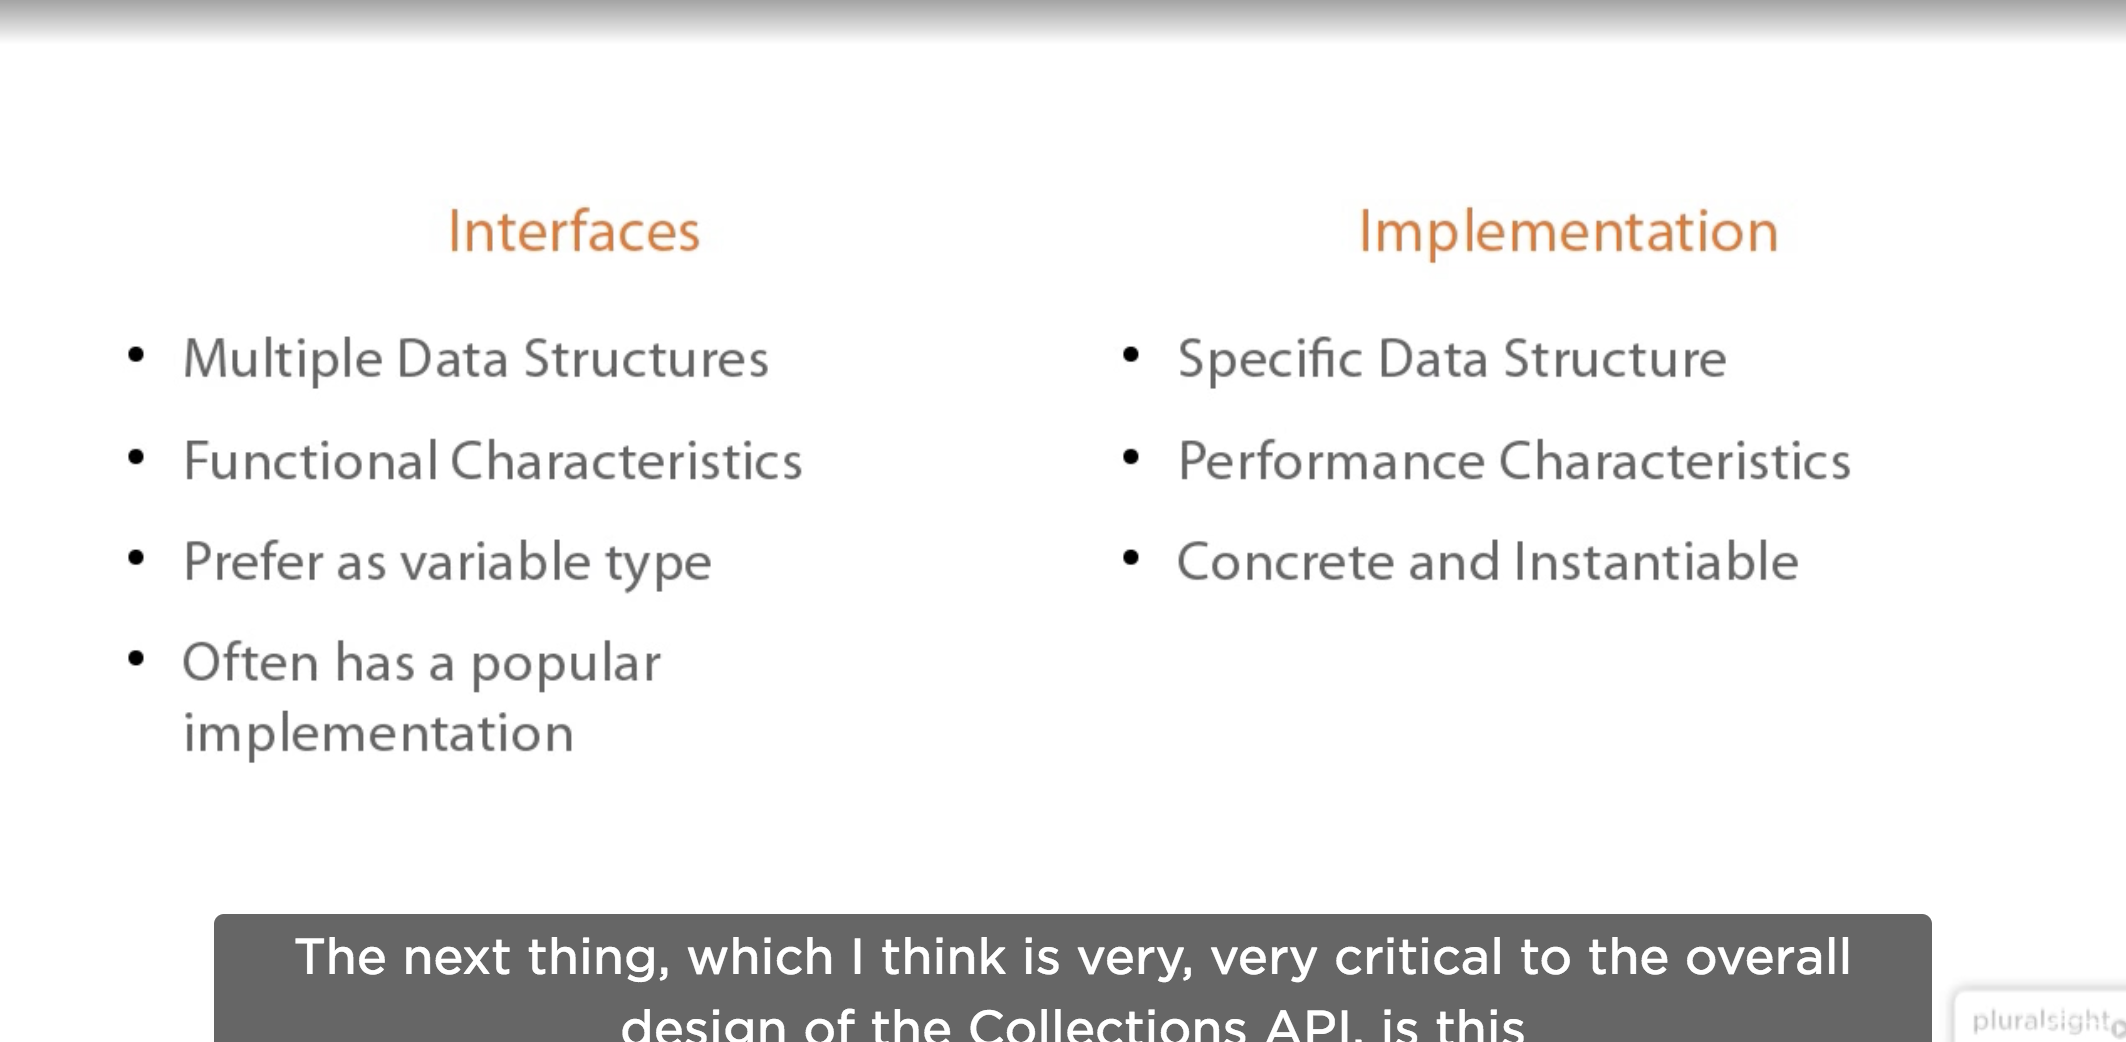 Interfaces
• Multiple Data Structures
• Functional Characteristics
• Prefer as variable type
• Often has a popular
implementation
Implementation
• Specific Data Structure
• Performance Characteristics
• Concrete and Instantiable
The next thing, which I think is very, very critical to the overall
design of the Collections API, is this
pluralsight